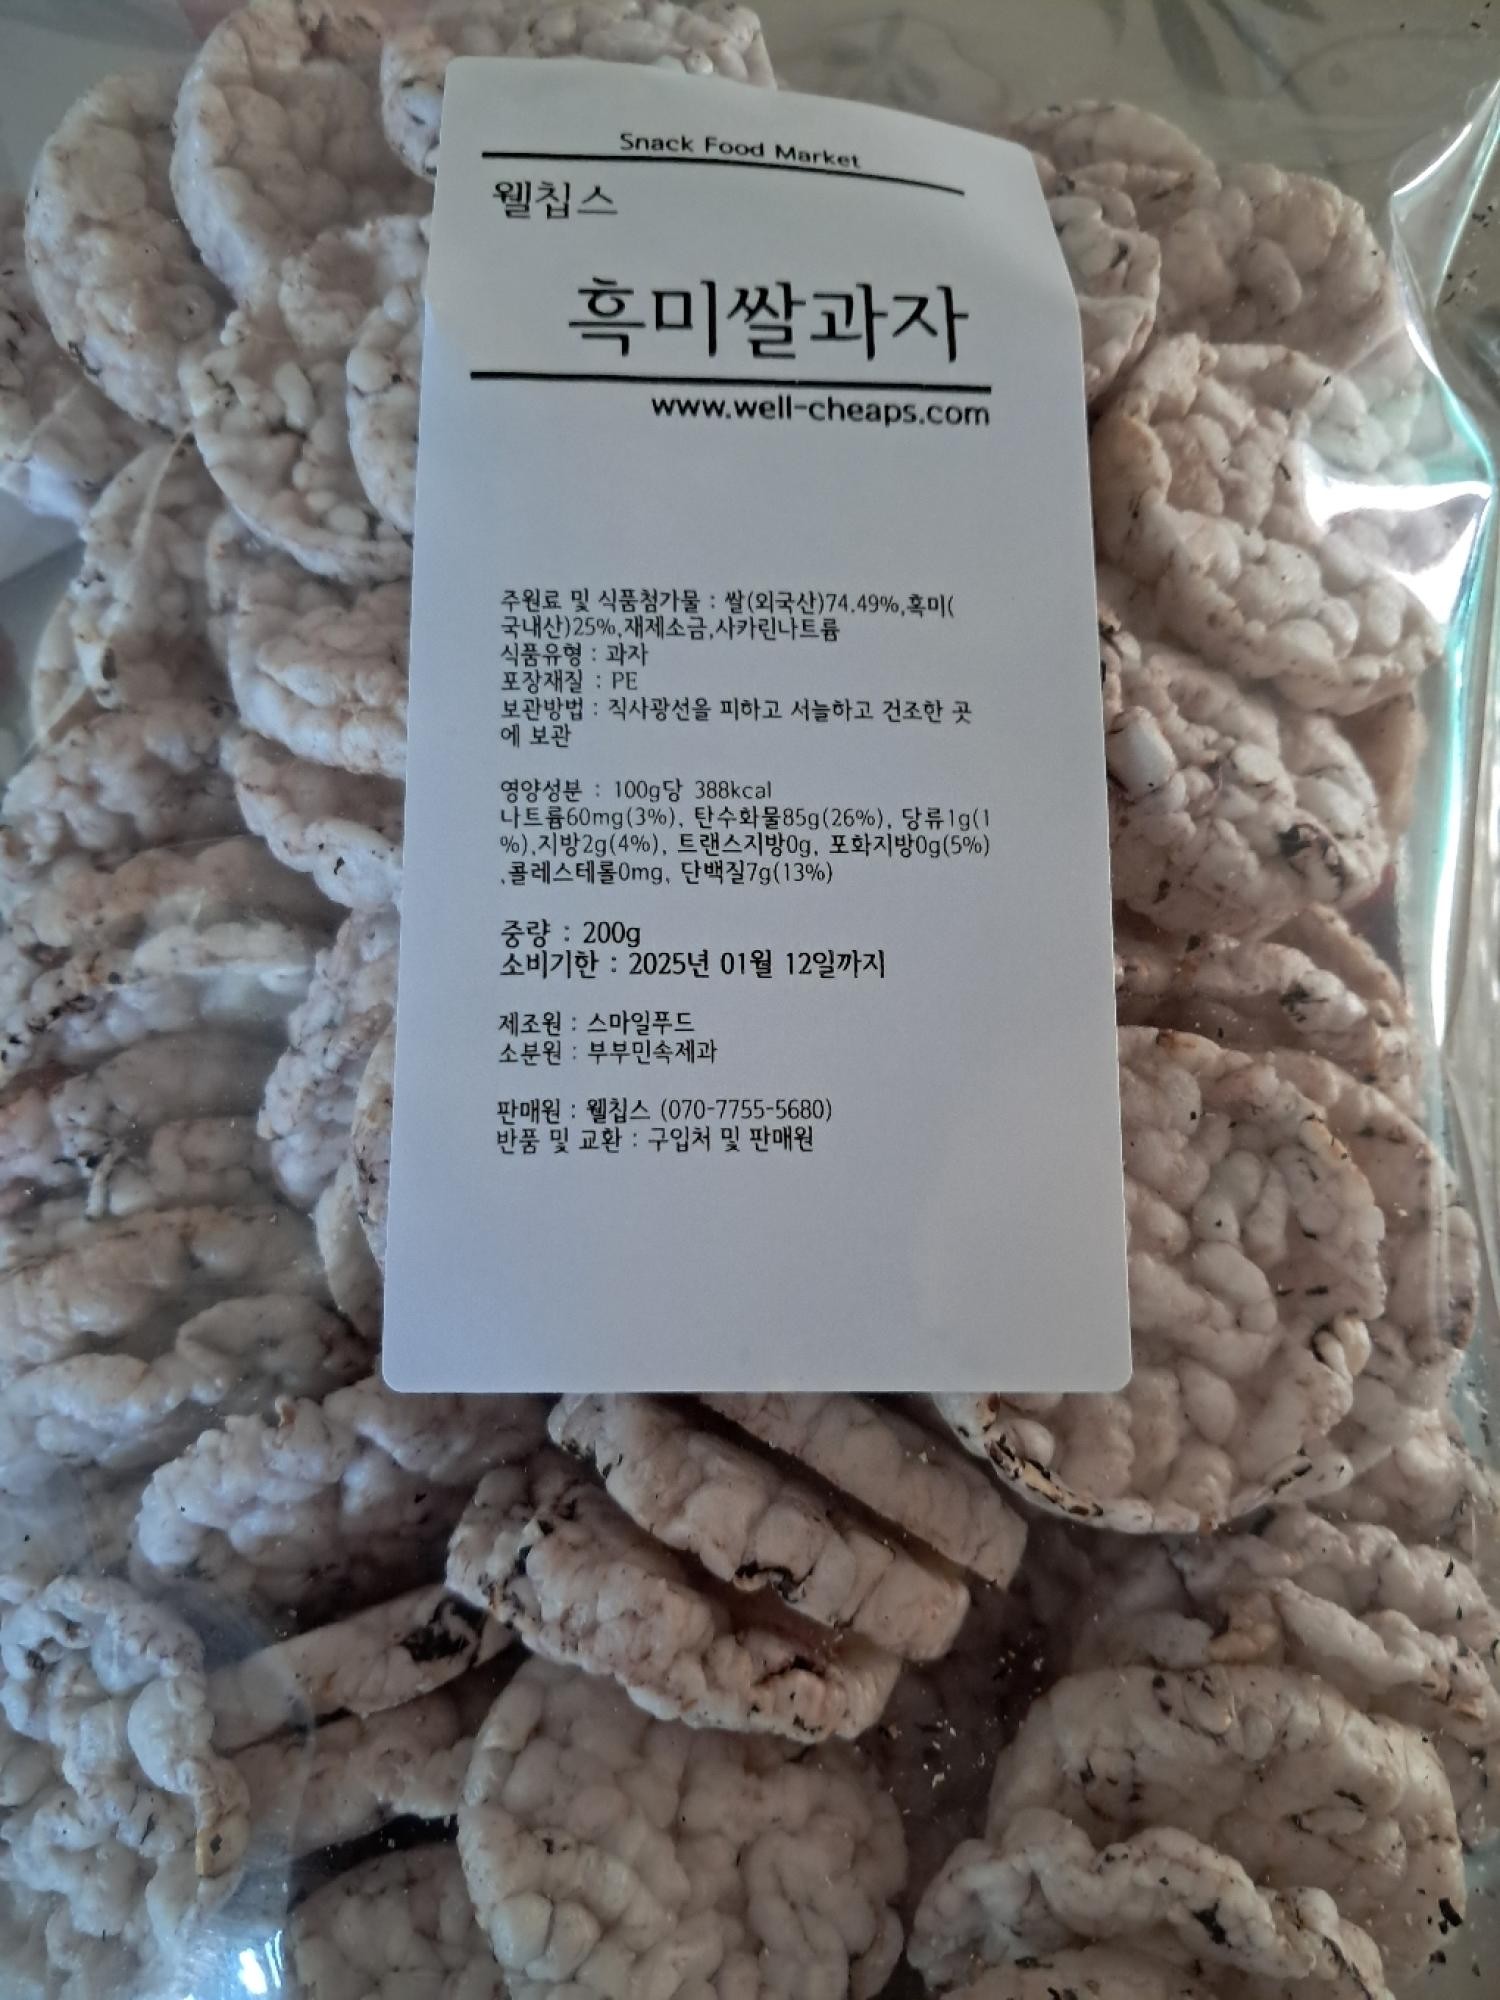 Snack Food Market
웰칩스
흑미쌀과자
www.well-cheaps.com
주원료 및 식품첨가물 : 쌀(외국산)74.49%,흑미(
국내산)25%,재제소금,사카린나트륨
식품유형 : 과자
포장재질 : PE
보관방법 : 직사광선을 피하고 서늘하고 건조한 곳
에 보관
영양성분 : 100g당 388kcal
나트륨60mg(3%), 탄수화물85g(26%), 당류1g(1
%),지방2g(4%), 트랜스지방0g, 포화지방0g(5%)
,콜레스테롤0mg, 단백질7g(13%)
중량 : 200g
소비기한 : 2025년 01월 12일까지
제조원 : 스마일푸드
소분원 : 부부민속제과
판매원 : 웰칩스 (070-7755-5680)
반품 및 교환 : 구입처 및 판매원